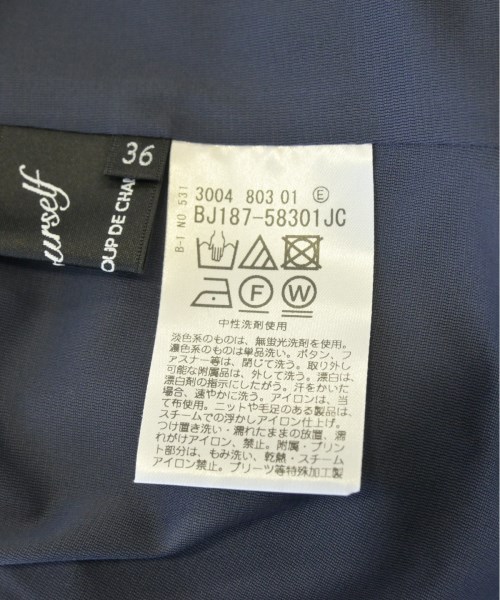 36
urself
OUP DE CHA
B-1 NO.531
3004 803 01 E
BJ187-58301JC
F W
中性洗剤使用
淡色系のものは、無蛍光洗剤を使用。
濃色系のものは単品洗い。ボタン、フ
ァスナー等は、閉じて洗う。取り外し
可能な附属品は、外して洗う。漂白は、
漂白剤の指示にしたがう。汗をかいた
場合、速やかに洗う。アイロンは、当
て布使用。ニットや毛足のある製品は、
スチームでの浮かしアイロン仕上げ。
つけ置き洗い・濡れたままの放置、濡
れがけアイロン、禁止。附属・プリン
ト部分は、もみ洗い、乾熱・スチーム
アイロン禁止。プリーツ等特殊加工製